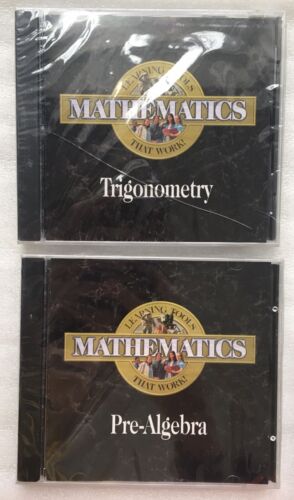 LEARNING TOOLS
MATHEMATICS
THAT WORK!
Trigonometry
LEARNING TOOLS
MATHEMATICS
THAT WORK!
Pre-Algebra